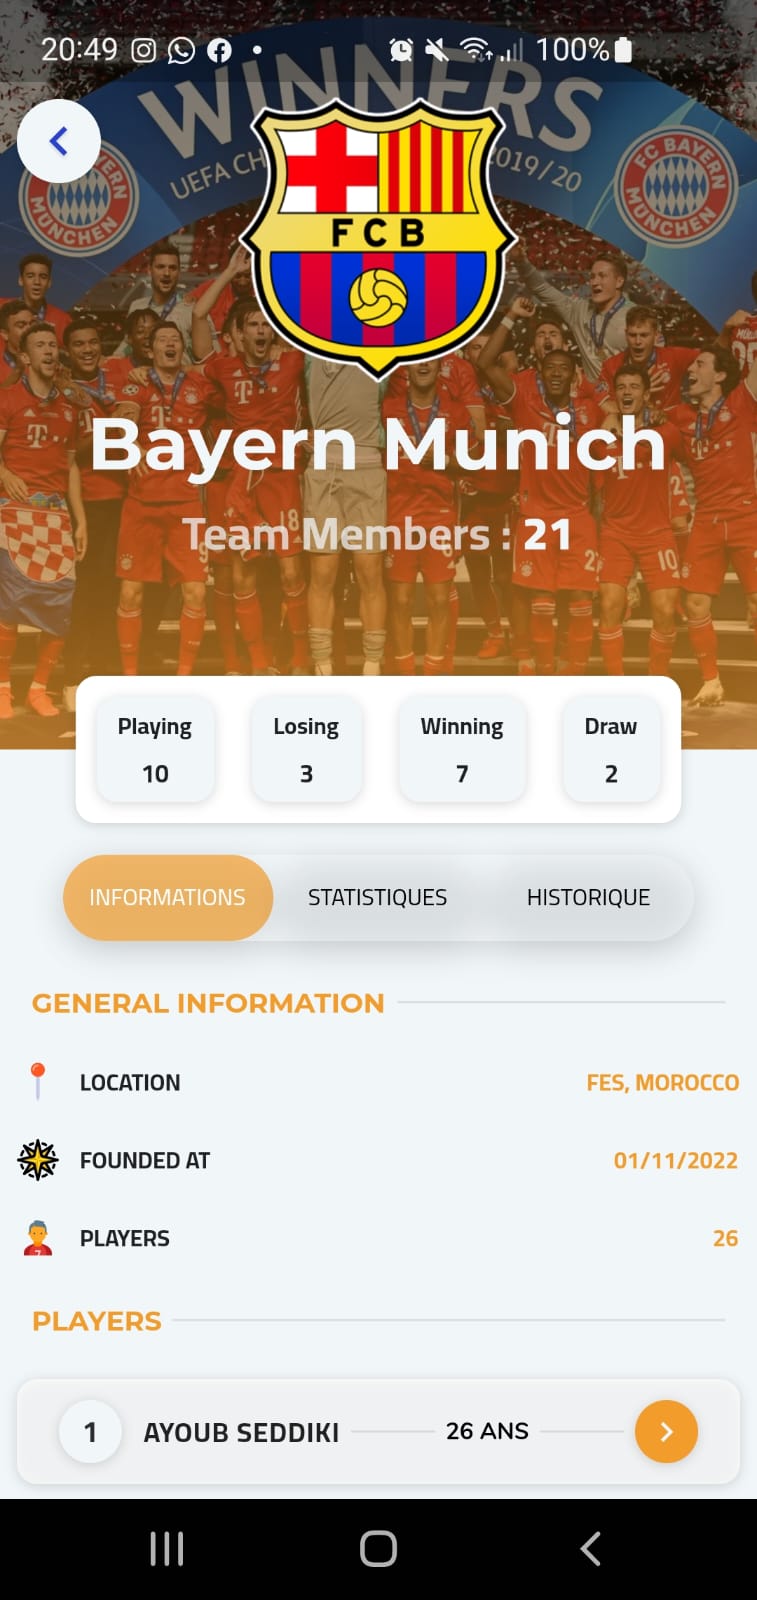 20:49
100%
WINNERS
UEFA CH 2019/20
FC BAYERN MÜNCHEN
BAYERN MÜNCHEN
FCB
Bayern Munich
Team Members : 21
Playing Losing Winning Draw
10 3 7 2
INFORMATIONS STATISTIQUES HISTORIQUE
GENERAL INFORMATION
LOCATION FES, MOROCCO
FOUNDED AT 01/11/2022
PLAYERS 26
PLAYERS
1 AYOUB SEDDIKI 26 ANS